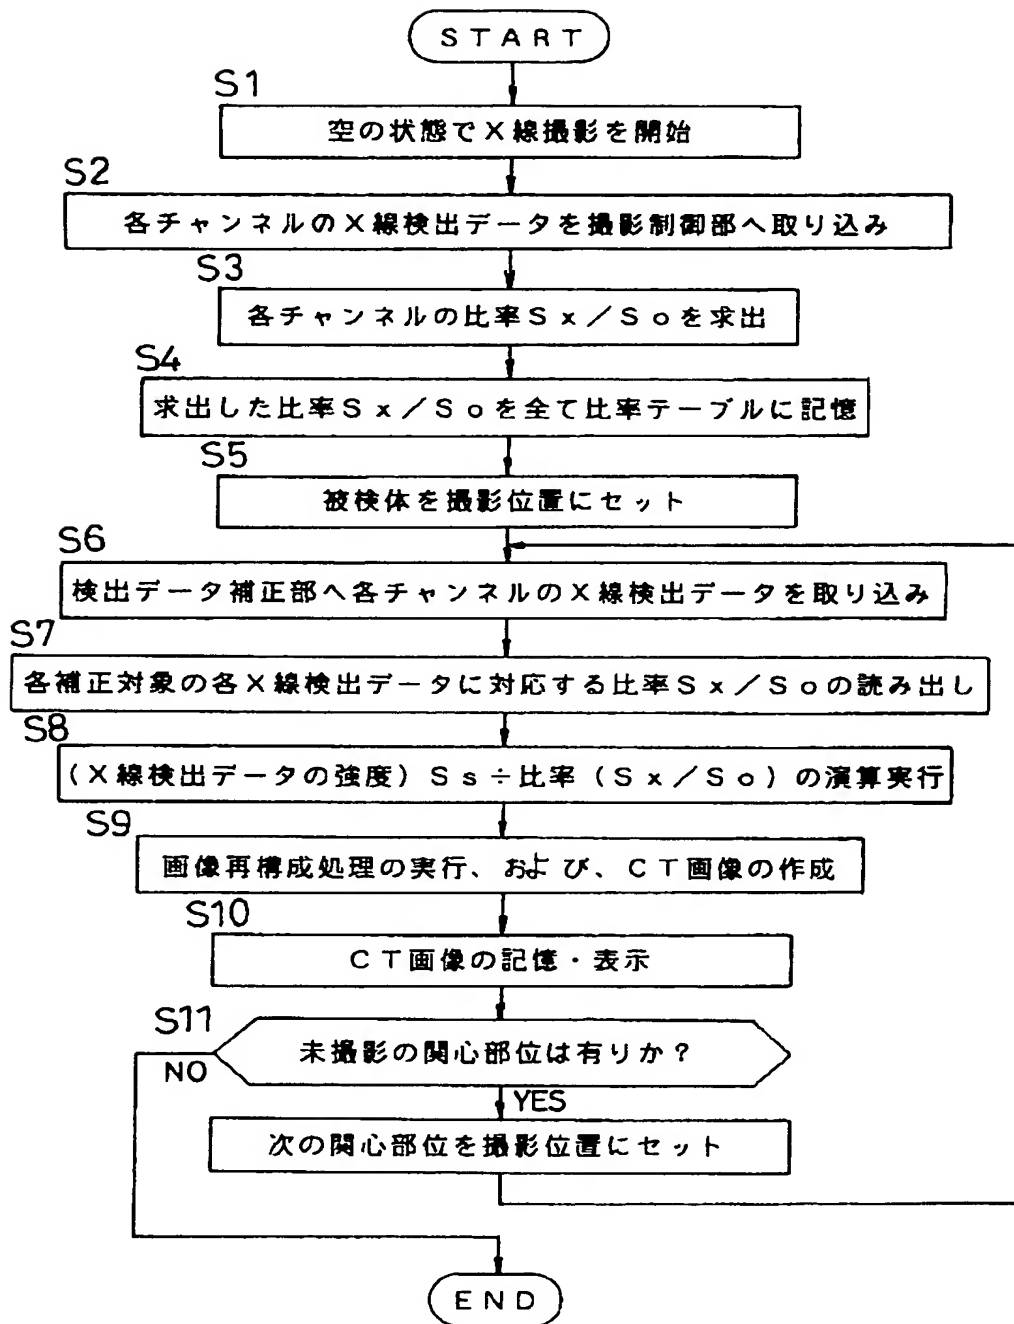 START
S1
空の状態でX線撮影を開始
S2
各チャンネルのX線検出データを撮影制御部へ取り込み
S3
各チャンネルの比率Sx/Soを求出
S4
求出した比率Sx/Soを全て比率テーブルに記憶
S5
被検体を撮影位置にセット
S6
検出データ補正部へ各チャンネルのX線検出データを取り込み
S7
各補正対象の各X線検出データに対応する比率Sx/Soの読み出し
S8
(X線検出データの強度)Ss÷比率(Sx/So)の演算実行
S9
画像再構成処理の実行、および、CT画像の作成
S10
CT画像の記憶・表示
S11
未撮影の関心部位は有りか?
NO
YES
次の関心部位を撮影位置にセット
END